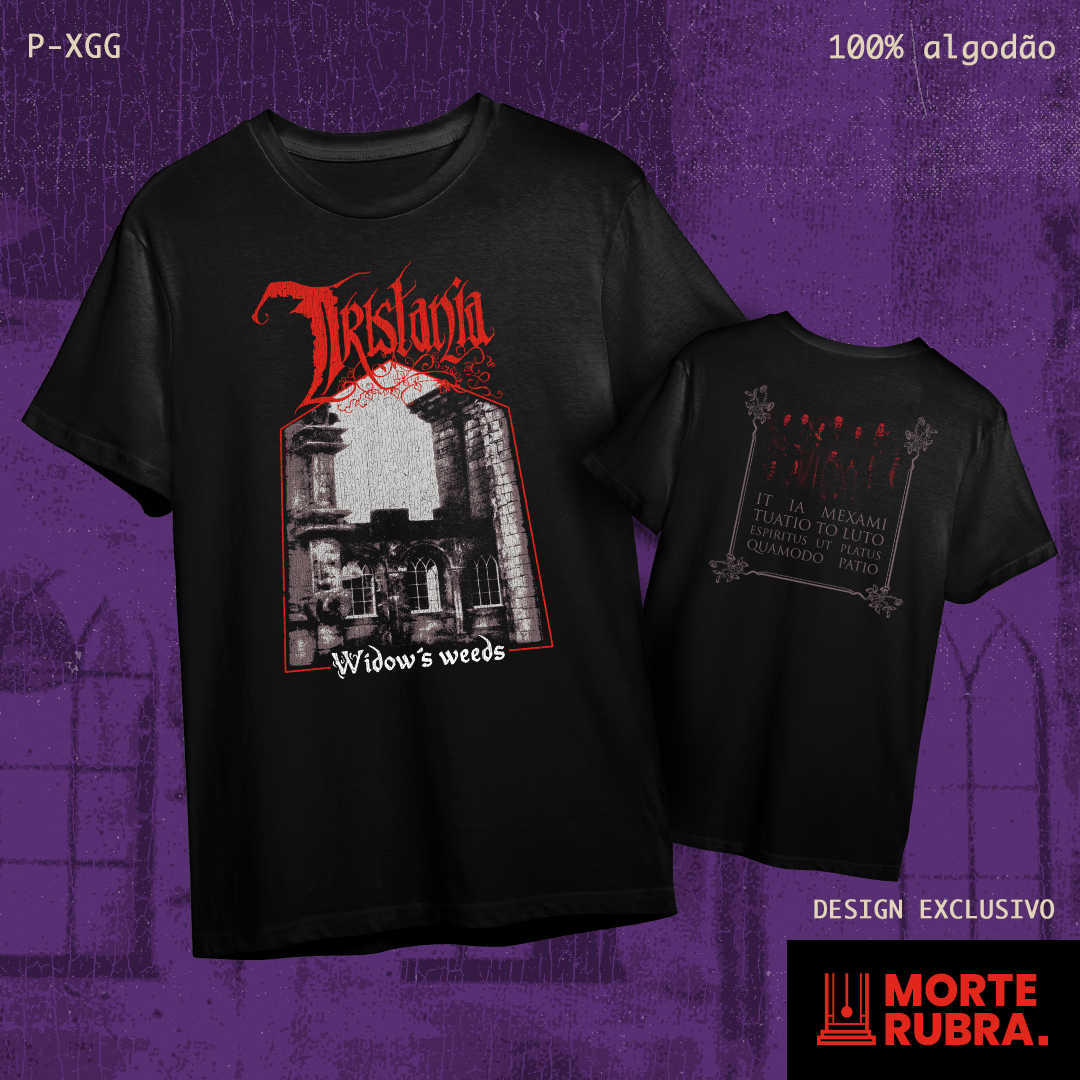 P-XGG
100% algodão
Tristania
Widow's weeds
IT IA MEXAMI
TUATIO TO LUTO
ESPIRITUS UT PLATUS
QUAMODO PATIO
DESIGN EXCLUSIVO
MORTE
RUBRA.